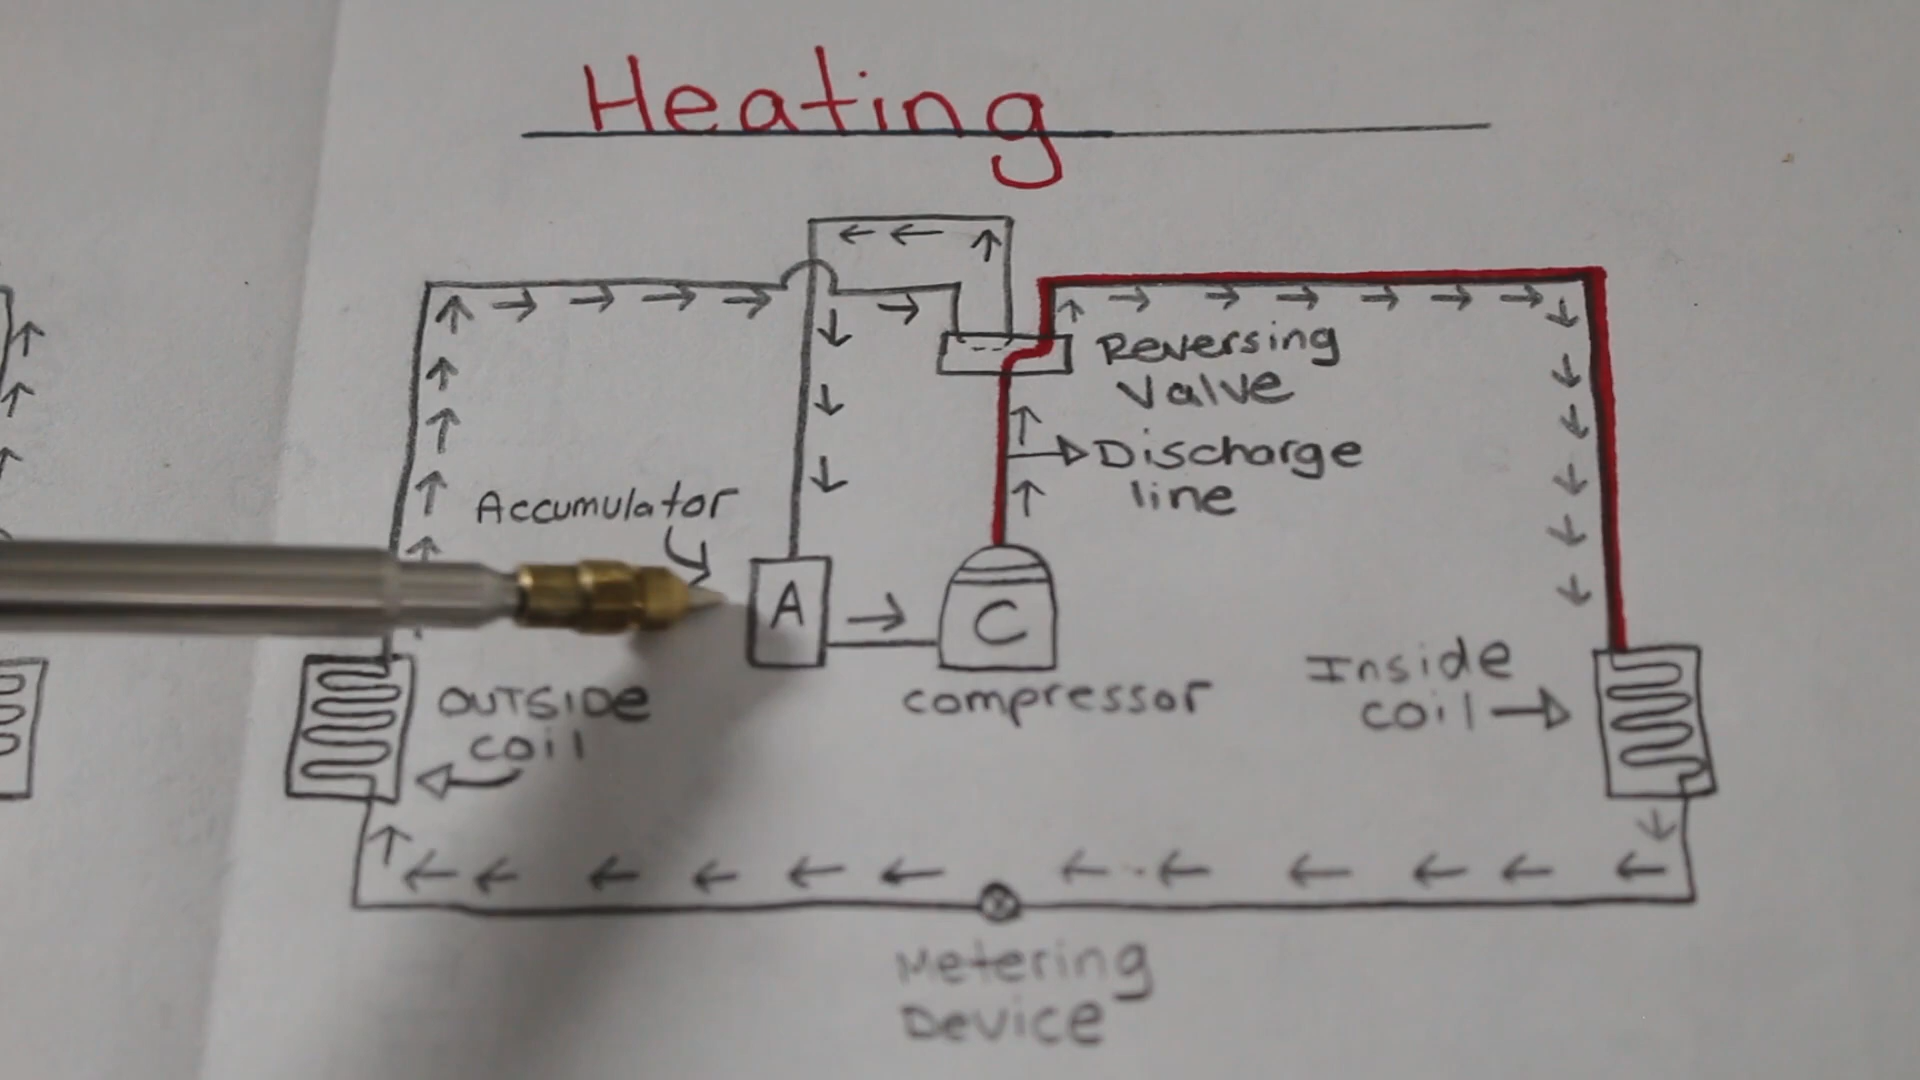 Heating
Reversing
valve
Discharge
line
Accumulator
A
C
compressor
OUTSIDe
coil
Inside
coil
Metering
Device